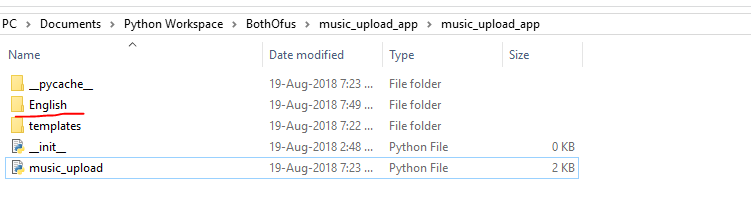 PC > Documents > Python Workspace > BothOfus > music_upload_app > music_upload_app
Name Date modified Type Size
__pycache__ 19-Aug-2018 7:23 ... File folder
English 19-Aug-2018 7:49 ... File folder
templates 19-Aug-2018 7:22 ... File folder
__init__ 19-Aug-2018 2:48 ... Python File 0 KB
music_upload 19-Aug-2018 7:23 ... Python File 2 KB